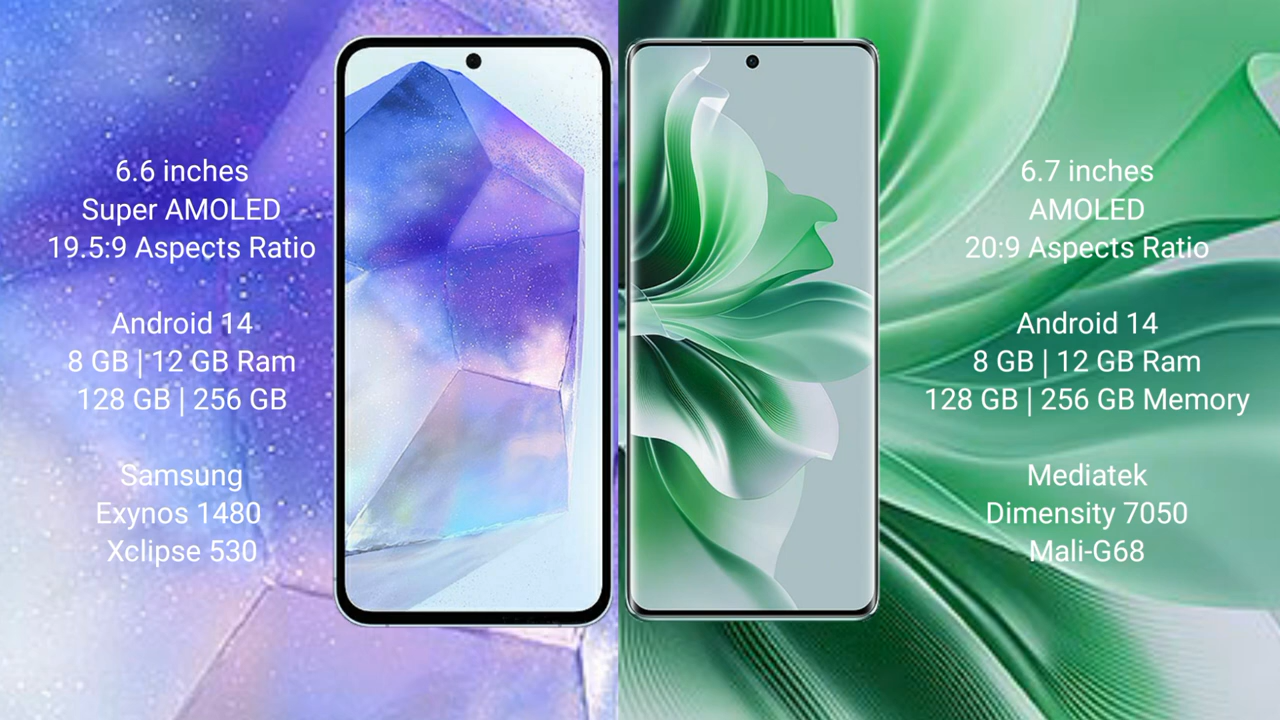 6.6 inches
Super AMOLED
19.5:9 Aspects Ratio
Android 14
8 GB | 12 GB Ram
128 GB | 256 GB
Samsung
Exynos 1480
Xclipse 530
6.7 inches
AMOLED
20:9 Aspects Ratio
Android 14
8 GB | 12 GB Ram
128 GB | 256 GB Memory
Mediatek
Dimensity 7050
Mali-G68